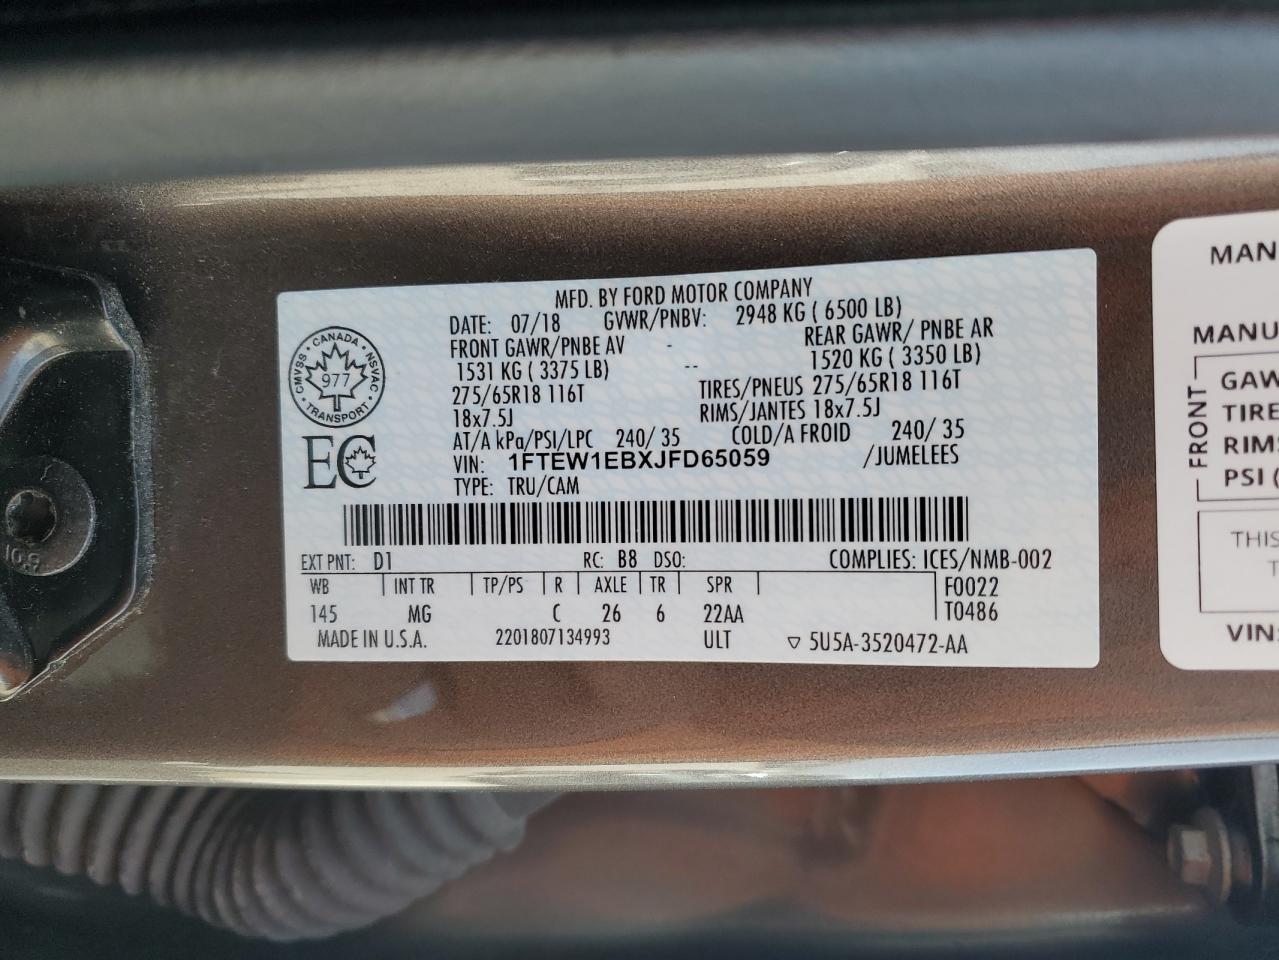 MFD. BY FORD MOTOR COMPANY
DATE: 07/18 GVWR/PNBV: 2948 KG ( 6500 LB)
FRONT GAWR/PNBE AV - REAR GAWR/ PNBE AR
1531 KG ( 3375 LB) -- 1520 KG ( 3350 LB)
275/65R18 116T TIRES/PNEUS 275/65R18 116T
18x7.5J RIMS/JANTES 18x7.5J
AT/A kPa/PSI/LPC 240/ 35 COLD/A FROID 240/ 35
VIN: 1FTEW1EBXJFD65059 /JUMELEES
TYPE: TRU/CAM
CANADA
CMVSS NSVAC
977
TRANSPORT
EC
EXT PNT: D1 RC: B8 DSO: COMPLIES: ICES/NMB-002
WB INT TR TP/PS R AXLE TR SPR F0022
145 MG C 26 6 22AA T0486
MADE IN U.S.A. 2201807134993 ULT ▽ 5U5A-3520472-AA
10.9
MAN
MANU
FRONT
GAW
TIRE
RIMS
PSI (
THIS
T
VIN: